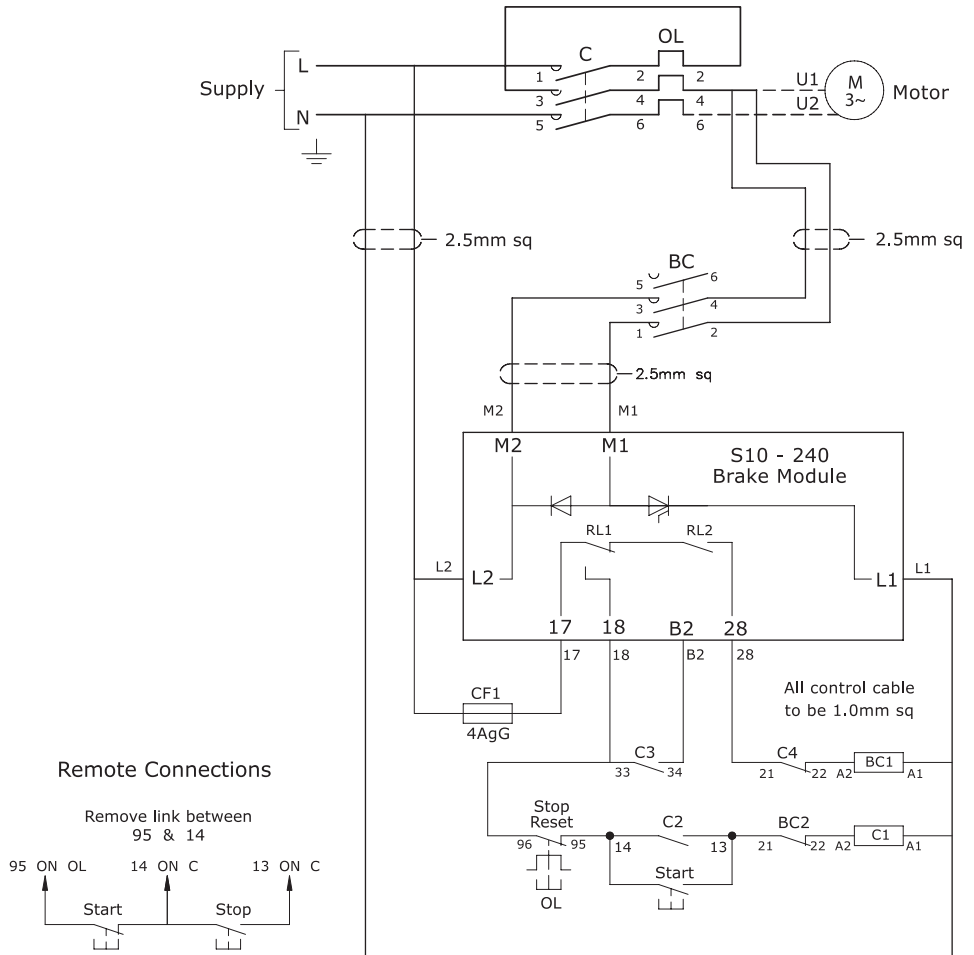 C OL
L 1 2 2 U1 M 3~ Motor
Supply 3 4 4 U2
N 5 6 6
2.5mm sq 2.5mm sq
BC
5 6
3 4
1 2
2.5mm sq
M2 M1
M2 M1 S10 - 240
Brake Module
RL1 RL2
L2 L2 L1 L1
17 18 B2 28
17 18 B2 28
All control cable
to be 1.0mm sq
CF1
4AgG
C3 C4
33 34 21 22 A2 BC1 A1
Stop
Reset C2 BC2
96 95 14 13 21 22 A2 C1 A1
Start
OL
Remote Connections
Remove link between
95 & 14
95 ON OL 14 ON C 13 ON C
Start Stop